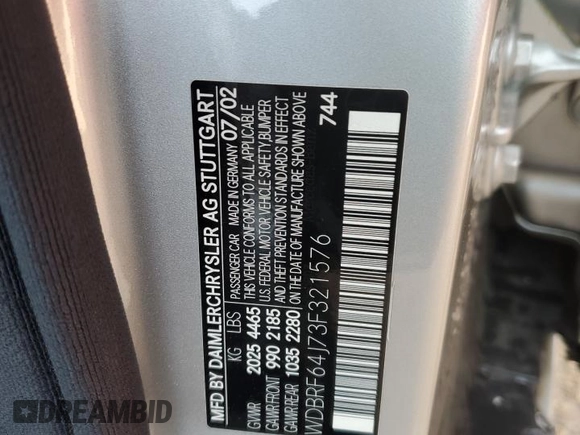 MFD BY DAIMLERCHRYSLER AG STUTTGART
PASSENGER CAR MADE IN GERMANY 07/02
KG LBS THIS VEHICLE CONFORMS TO ALL APPLICABLE
GVWR 2025 4465 U.S. FEDERAL MOTOR VEHICLE SAFETY, BUMPER
GAWR FRONT 990 2185 AND THEFT PREVENTION STANDARDS IN EFFECT
GAWR REAR 1035 2280 ON THE DATE OF MANUFACTURE SHOWN ABOVE
744
WDBRF64J73F321576
DREAMBID